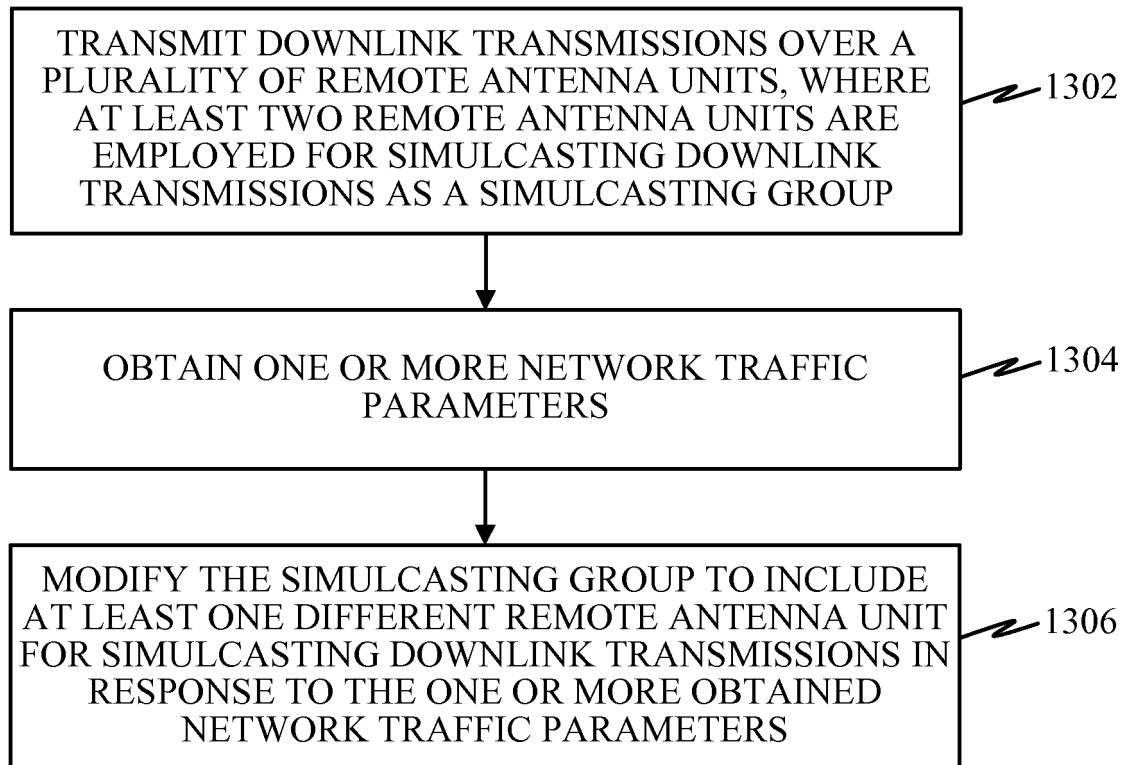 TRANSMIT DOWNLINK TRANSMISSIONS OVER A
PLURALITY OF REMOTE ANTENNA UNITS, WHERE
AT LEAST TWO REMOTE ANTENNA UNITS ARE
EMPLOYED FOR SIMULCASTING DOWNLINK
TRANSMISSIONS AS A SIMULCASTING GROUP
1302
OBTAIN ONE OR MORE NETWORK TRAFFIC
PARAMETERS
1304
MODIFY THE SIMULCASTING GROUP TO INCLUDE
AT LEAST ONE DIFFERENT REMOTE ANTENNA UNIT
FOR SIMULCASTING DOWNLINK TRANSMISSIONS IN
RESPONSE TO THE ONE OR MORE OBTAINED
NETWORK TRAFFIC PARAMETERS
1306